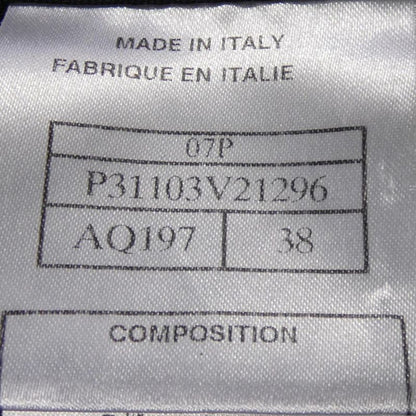 MADE IN ITALY
FABRIQUE EN ITALIE
07P
P31103V21296
AQ197 38
COMPOSITION